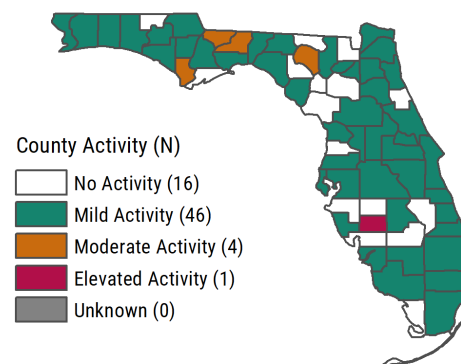 County Activity (N)
No Activity (16)
Mild Activity (46)
Moderate Activity (4)
Elevated Activity (1)
Unknown (0)